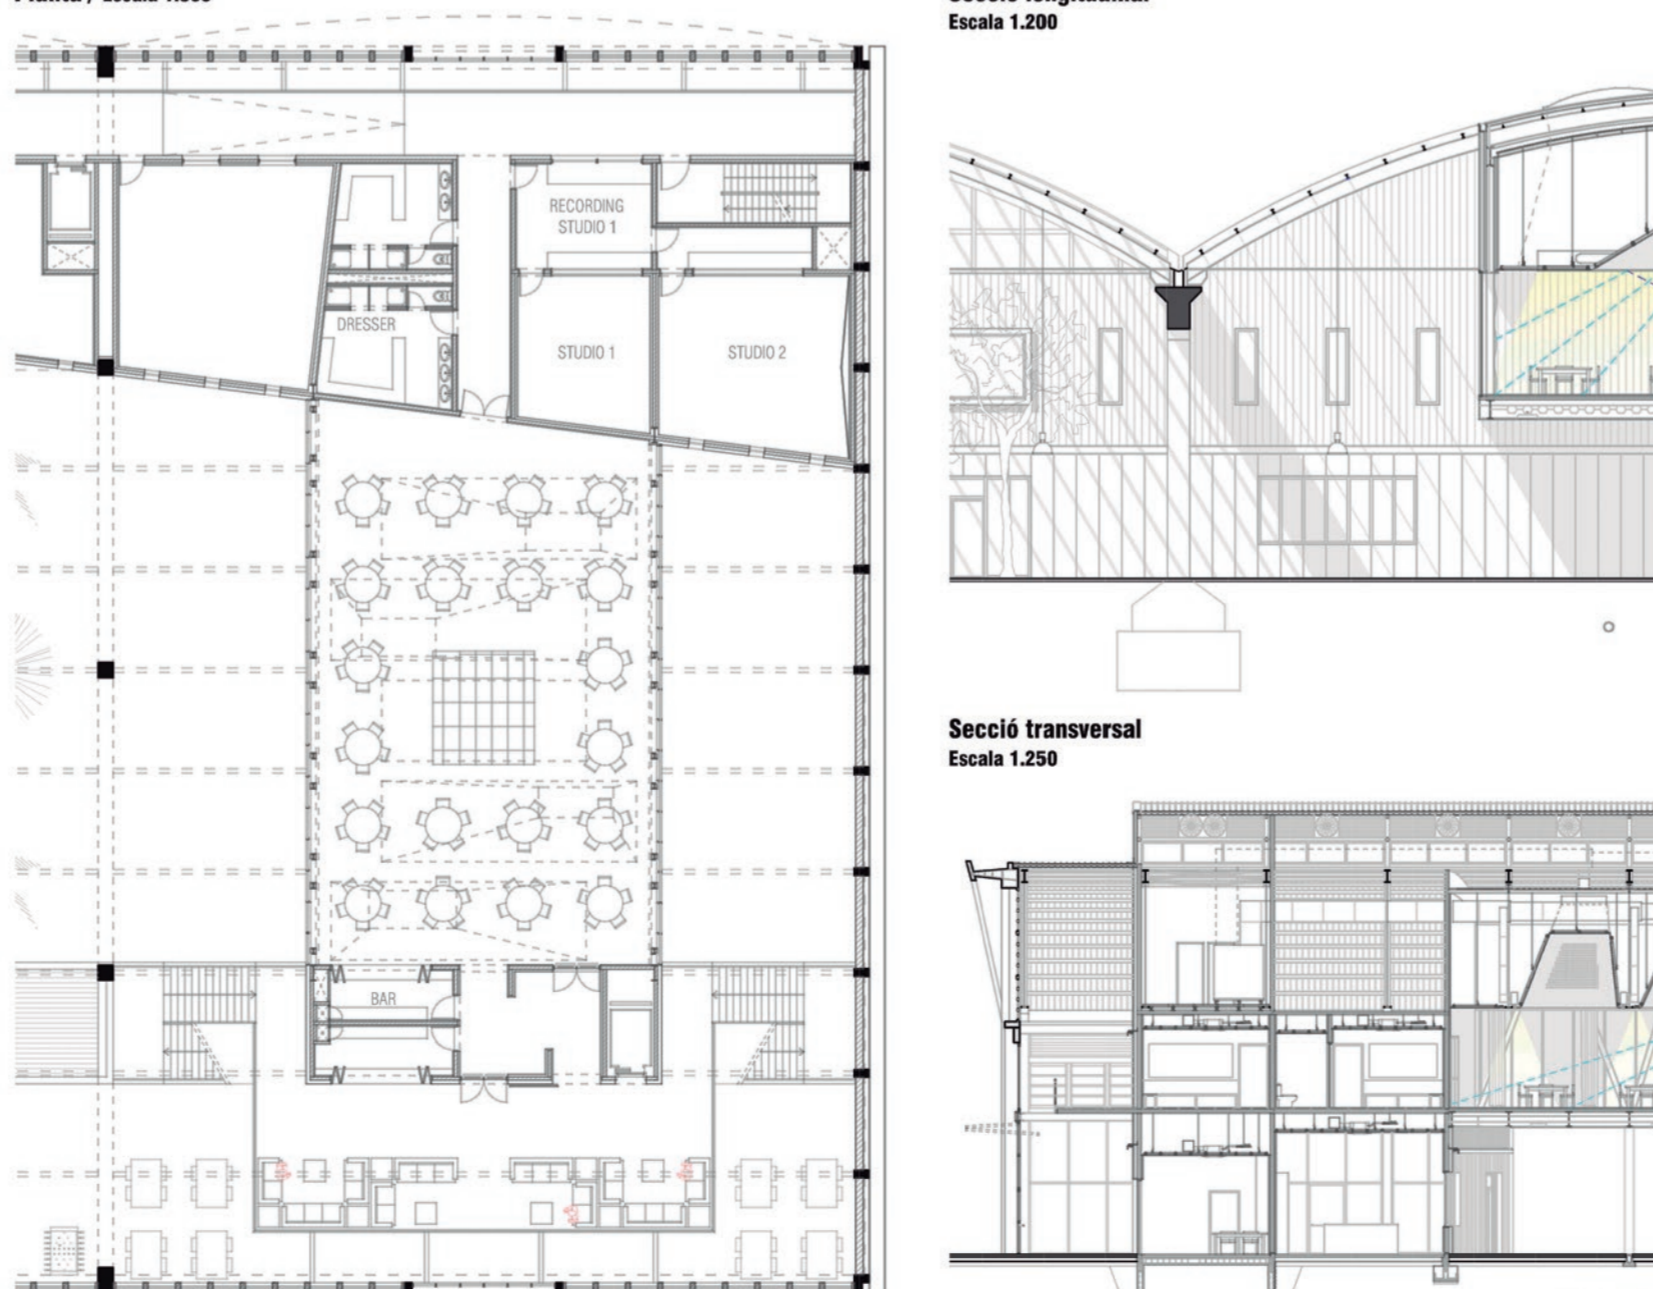 Escala 1.200
RECORDING
STUDIO 1
DRESSER
STUDIO 1
STUDIO 2
BAR
Secció transversal
Escala 1.250